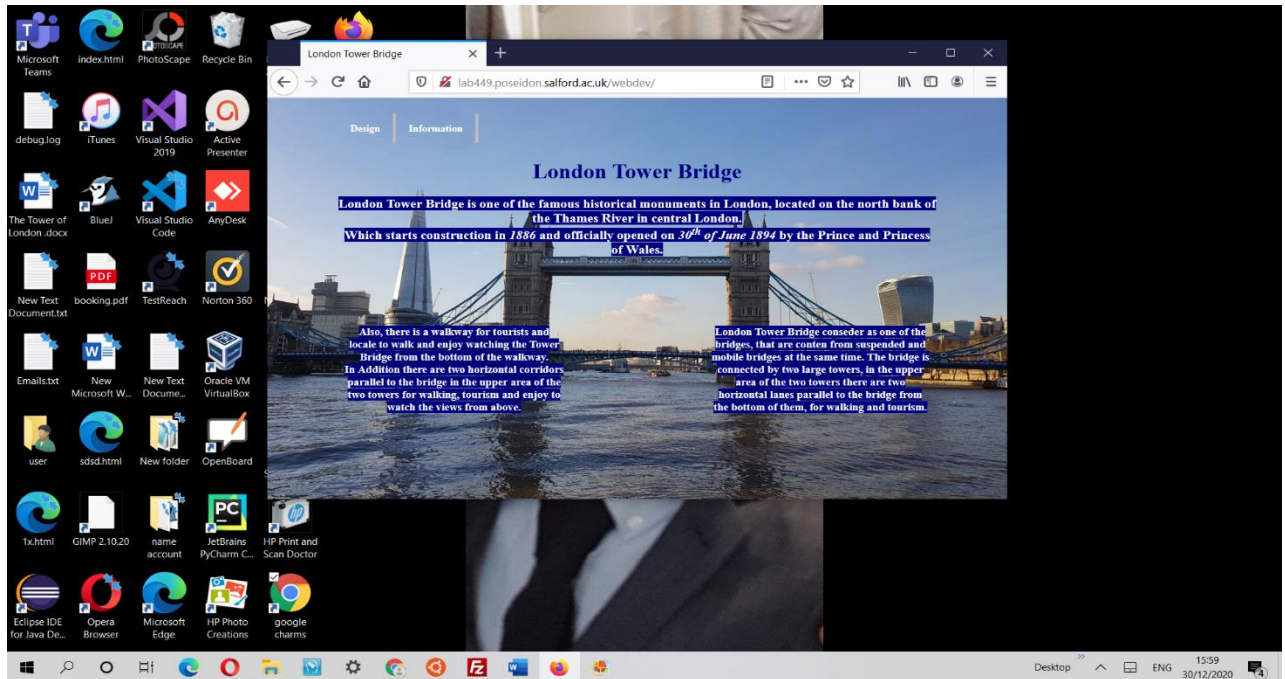 London Tower Bridge
lab449.poseidon.salford.ac.uk/webdev/
Design Information
London Tower Bridge
London Tower Bridge is one of the famous historical monuments in London, located on the north bank of
the Thames River in central London.
Which starts construction in 1886 and officially opened on 30th of June 1894 by the Prince and Princess
of Wales.
Also, there is a walkway for tourists and
locale to walk and enjoy watching the Tower
Bridge from the bottom of the walkway.
In Addition there are two horizontal corridors
parallel to the bridge in the upper area of the
two towers for walking, tourism and enjoy to
watch the views from above.
London Tower Bridge conseder as one of the
bridges, that are conten from suspended and
mobile bridges at the same time. The bridge is
connected by two large towers, in the upper
area of the two towers there are two
horizontal lanes parallel to the bridge from
the bottom of them, for walking and tourism.
Microsoft
Teams
index.html
PhotoScape
Recycle Bin
debug.log
iTunes
Visual Studio
2019
Active
Presenter
The Tower of
London .docx
BlueJ
Visual Studio
Code
AnyDesk
New Text
Document.txt
PDF
booking.pdf
TestReach
Norton 360
Emails.txt
New
Microsoft W...
New Text
Docume...
Oracle VM
VirtualBox
user
sdsd.html
New folder
OpenBoard
1x.html
GIMP 2.10.20
name
account
PC
JetBrains
PyCharm C...
HP Print and
Scan Doctor
Eclipse IDE
for Java De...
Opera
Browser
Microsoft
Edge
HP Photo
Creations
google
charms
Desktop
ENG
15:59
30/12/2020
4